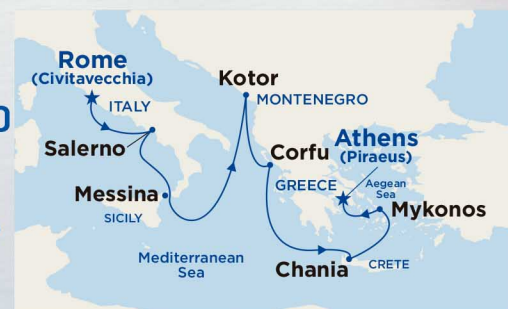 Rome
(Civitavecchia)
Kotor
ITALY
MONTENEGRO
Salerno
Athens
(Piraeus)
Corfu
Messina
GREECE
Aegean
Sea
Mykonos
SICILY
Mediterranean
Sea
Chania
CRETE